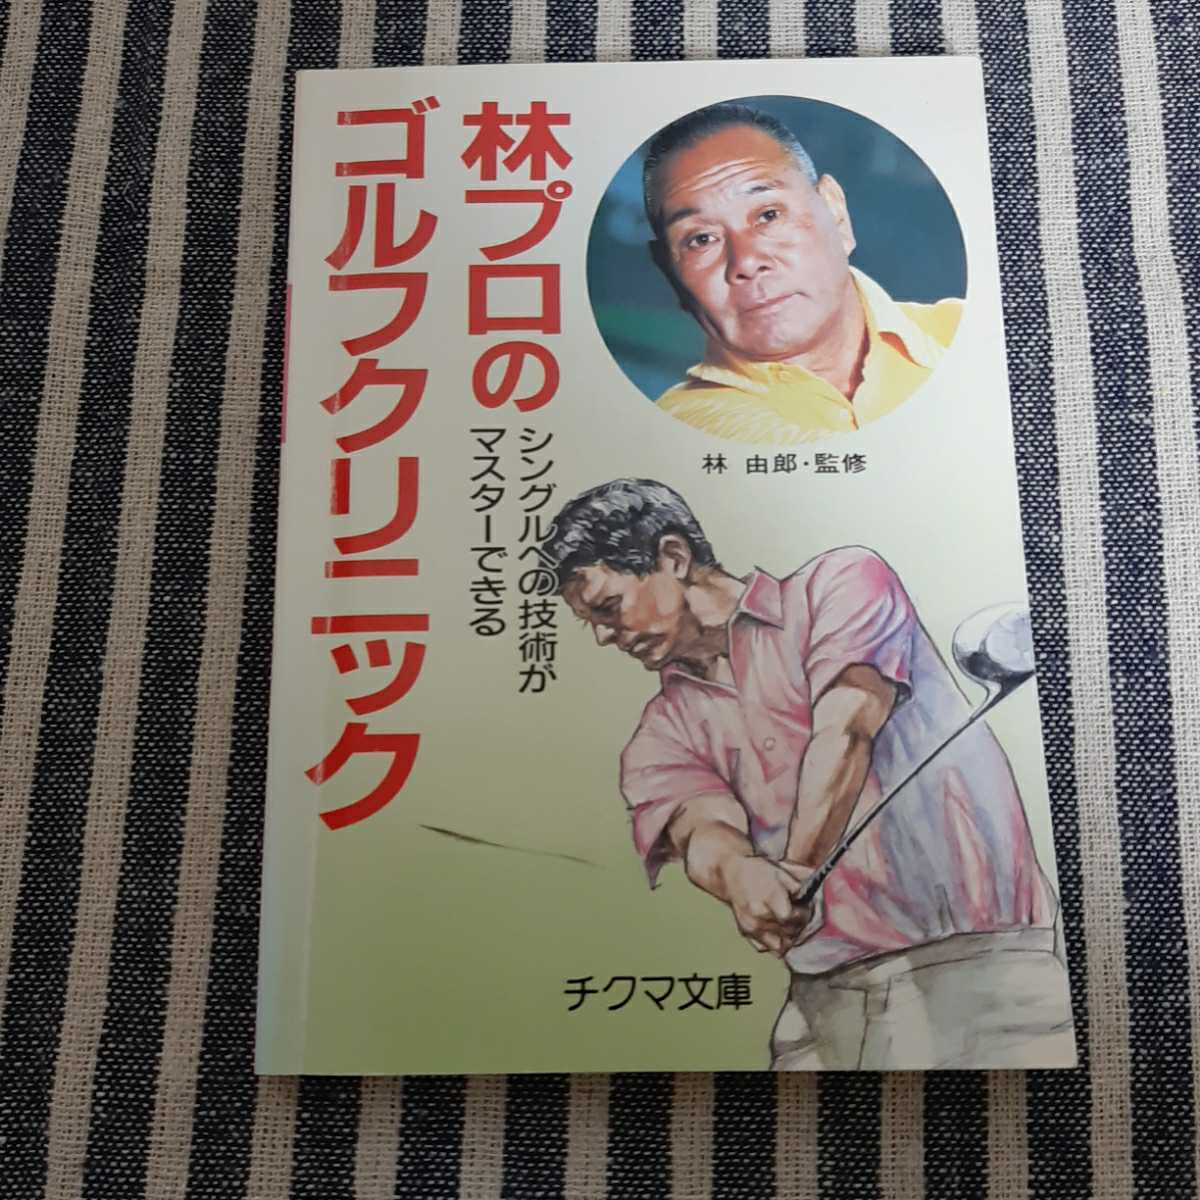 林プロの
ゴルフクリニック
シングルへの技術が
マスターできる
林 由郎・監修
チクマ文庫